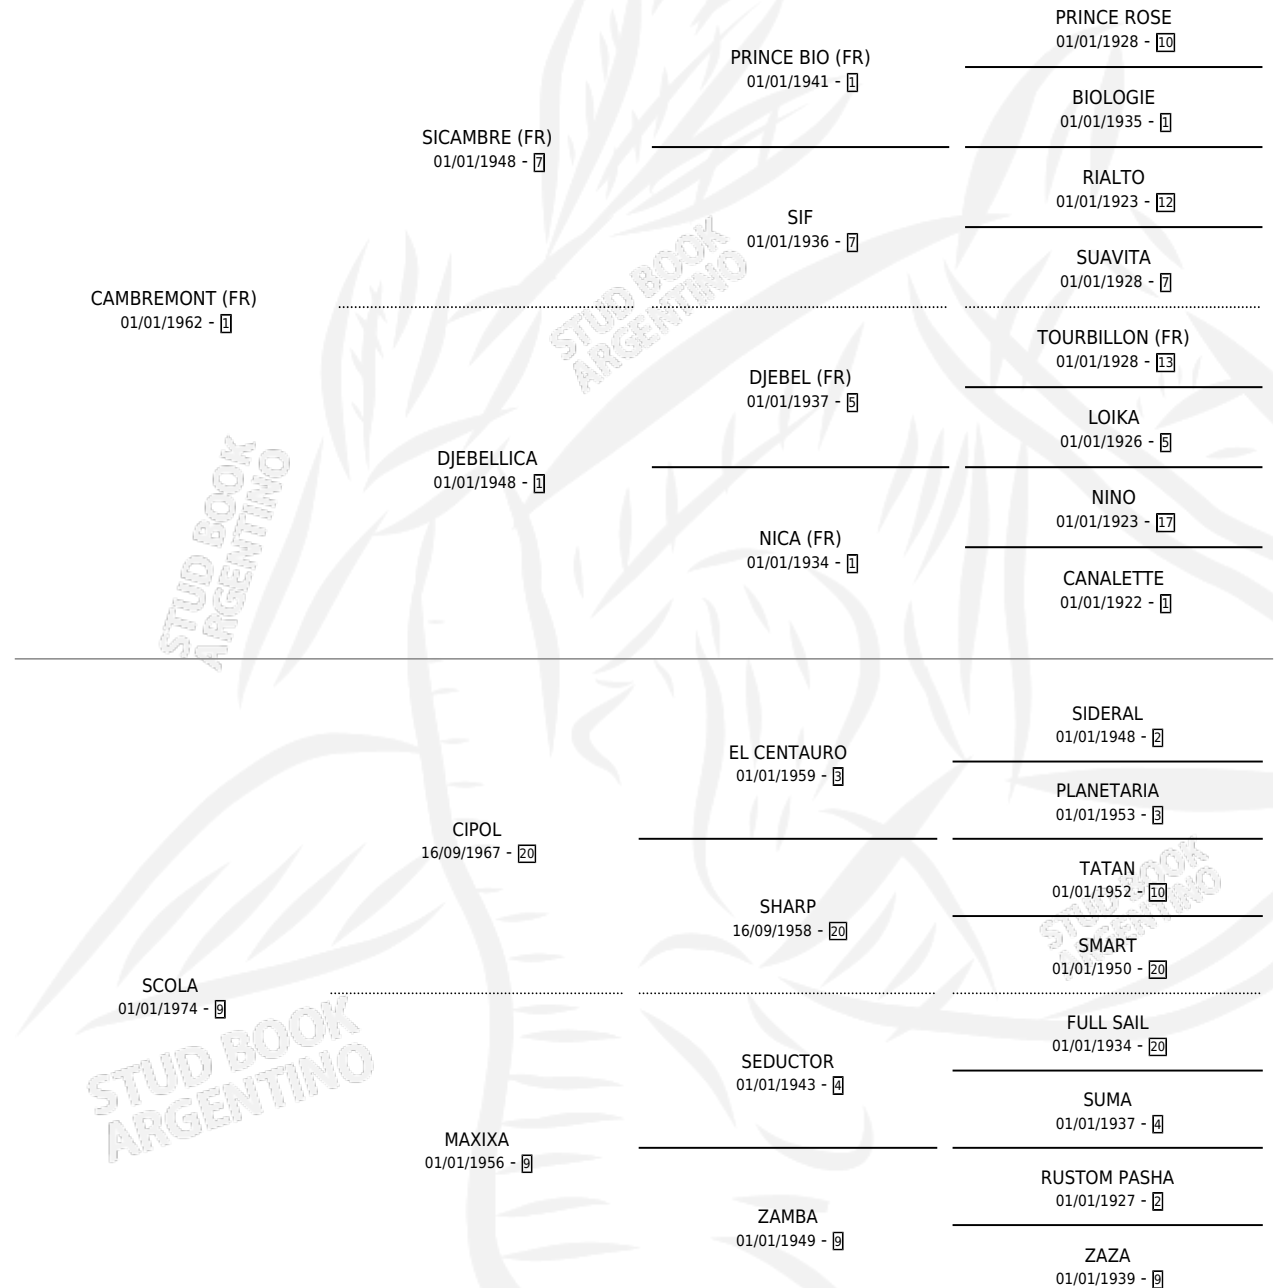 PRINCE ROSE
01/01/1928 - 10
PRINCE BIO (FR)
01/01/1941 - 1
BIOLOGIE
01/01/1935 - 1
SICAMBRE (FR)
01/01/1948 - 7
RIALTO
01/01/1923 - 12
SIF
01/01/1936 - 7
SUAVITA
01/01/1928 - 7
CAMBREMONT (FR)
01/01/1962 - 1
TOURBILLON (FR)
01/01/1928 - 13
DJEBEL (FR)
01/01/1937 - 5
LOIKA
01/01/1926 - 5
DJEBELLICA
01/01/1948 - 1
NINO
01/01/1923 - 17
NICA (FR)
01/01/1934 - 1
CANALETTE
01/01/1922 - 1
SIDERAL
01/01/1948 - 2
EL CENTAURO
01/01/1959 - 3
PLANETARIA
01/01/1953 - 3
CIPOL
16/09/1967 - 20
TATAN
01/01/1952 - 10
SHARP
16/09/1958 - 20
SMART
01/01/1950 - 20
SCOLA
01/01/1974 - 9
FULL SAIL
01/01/1934 - 20
SEDUCTOR
01/01/1943 - 4
SUMA
01/01/1937 - 4
MAXIXA
01/01/1956 - 9
RUSTOM PASHA
01/01/1927 - 2
ZAMBA
01/01/1949 - 9
ZAZA
01/01/1939 - 9
STUD BOOK
ARGENTINO
STUD BOOK
ARGENTINO
STUD BOOK
ARGENTINO
STUD BOOK
ARGENTINO